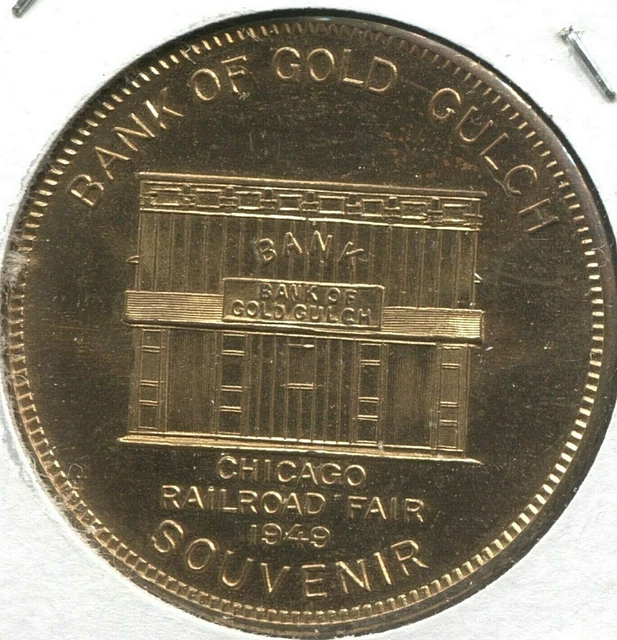 BANK OF GOLD GULCH
BANK
BANK OF
GOLD GULCH
CHICAGO
RAILROAD FAIR
1949
SOUVENIR